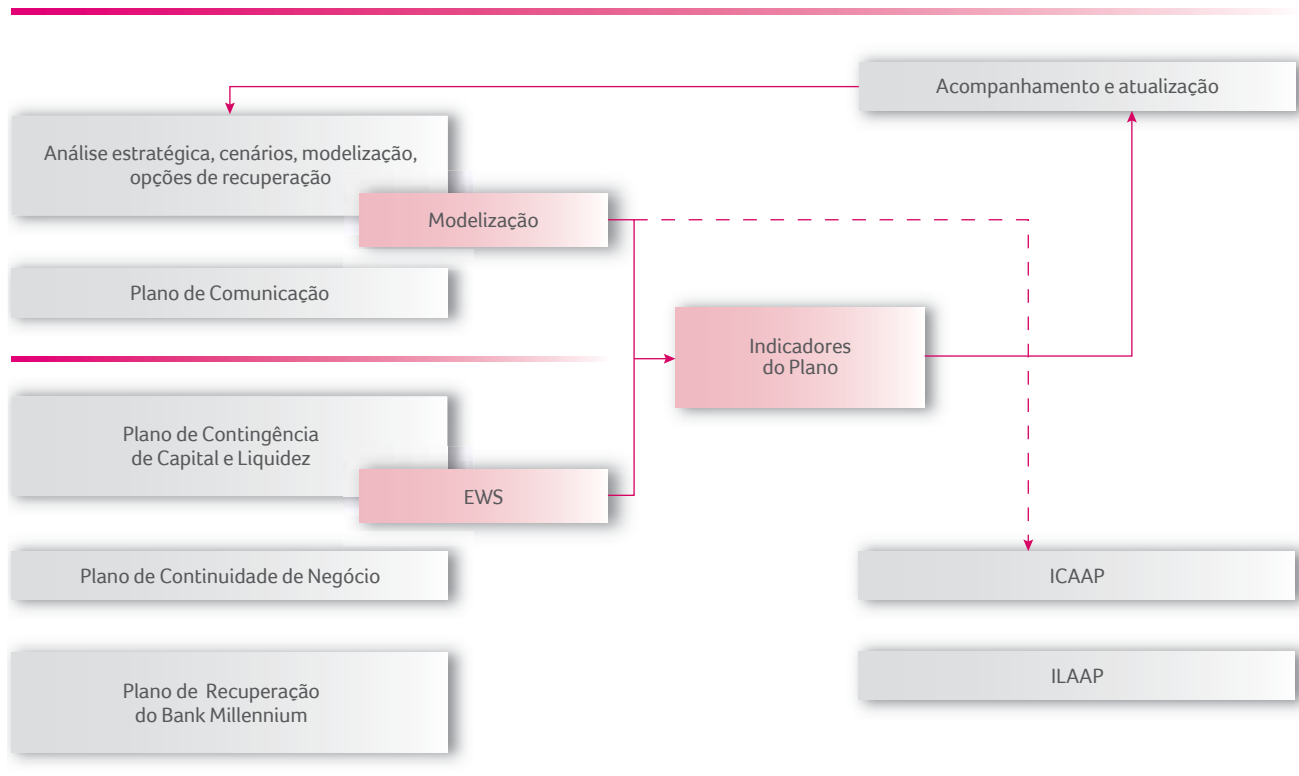 Acompanhamento e atualização
Análise estratégica, cenários, modelização,
opções de recuperação
Modelização
Plano de Comunicação
Indicadores
do Plano
Plano de Contingência
de Capital e Liquidez
EWS
Plano de Continuidade de Negócio
ICAAP
Plano de Recuperação
do Bank Millennium
ILAAP